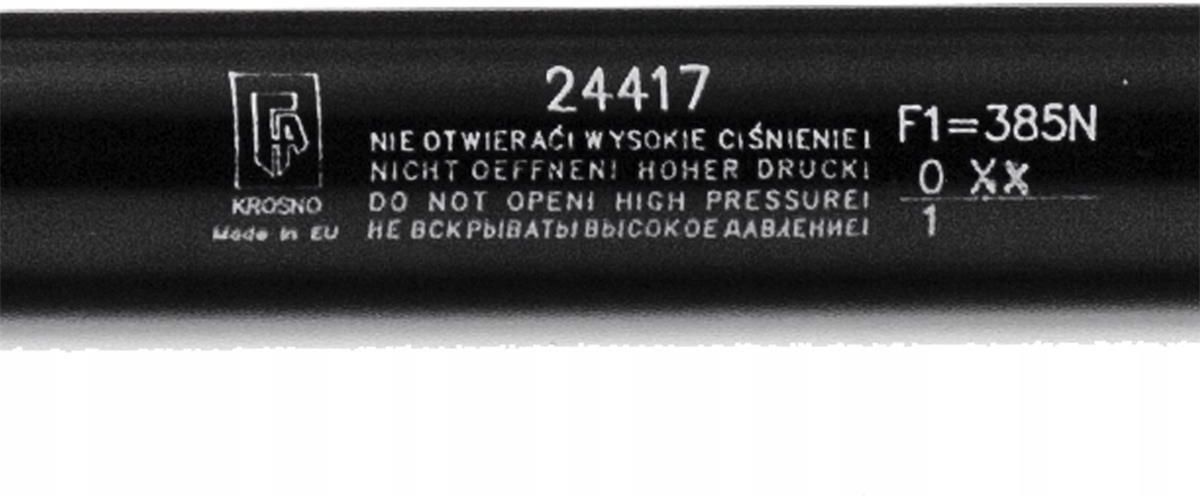 KROSNO
Made in EU
24417
NIE OTWIERAĆ! WYSOKIE CIŚNIENIE!
NICHT OEFFNEN! HOHER DRUCK!
DO NOT OPEN! HIGH PRESSURE!
НЕ ВСКРЫВАТЬ! ВЫСОКОЕ ДАВЛЕНИЕ!
F1=385N
0 XX
1